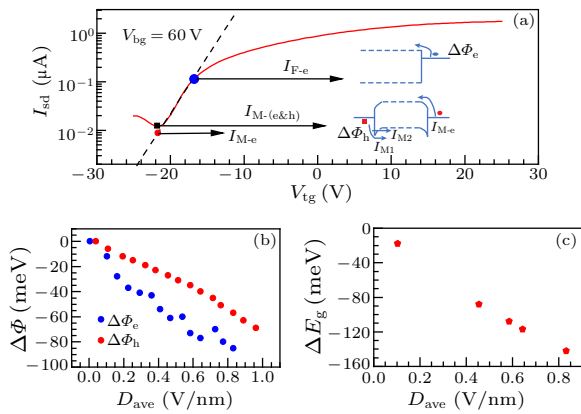 (a)
V_bg = 60 V
I_sd (μA)
10^1
10^0
10^−1
10^−2
I_F-e
I_M-(e&h)
I_M-e
ΔΦ_e
ΔΦ_h
I_M1
I_M2
I_M-e
−30 −20 −10 0 10 20 30
V_tg (V)
(b)
ΔΦ (meV)
0
−20
−40
−60
−80
−100
ΔΦ_e
ΔΦ_h
0.0 0.2 0.4 0.6 0.8 1.0
D_ave (V/nm)
(c)
ΔE_g (meV)
0
−40
−80
−120
−160
0 0.2 0.4 0.6 0.8
D_ave (V/nm)